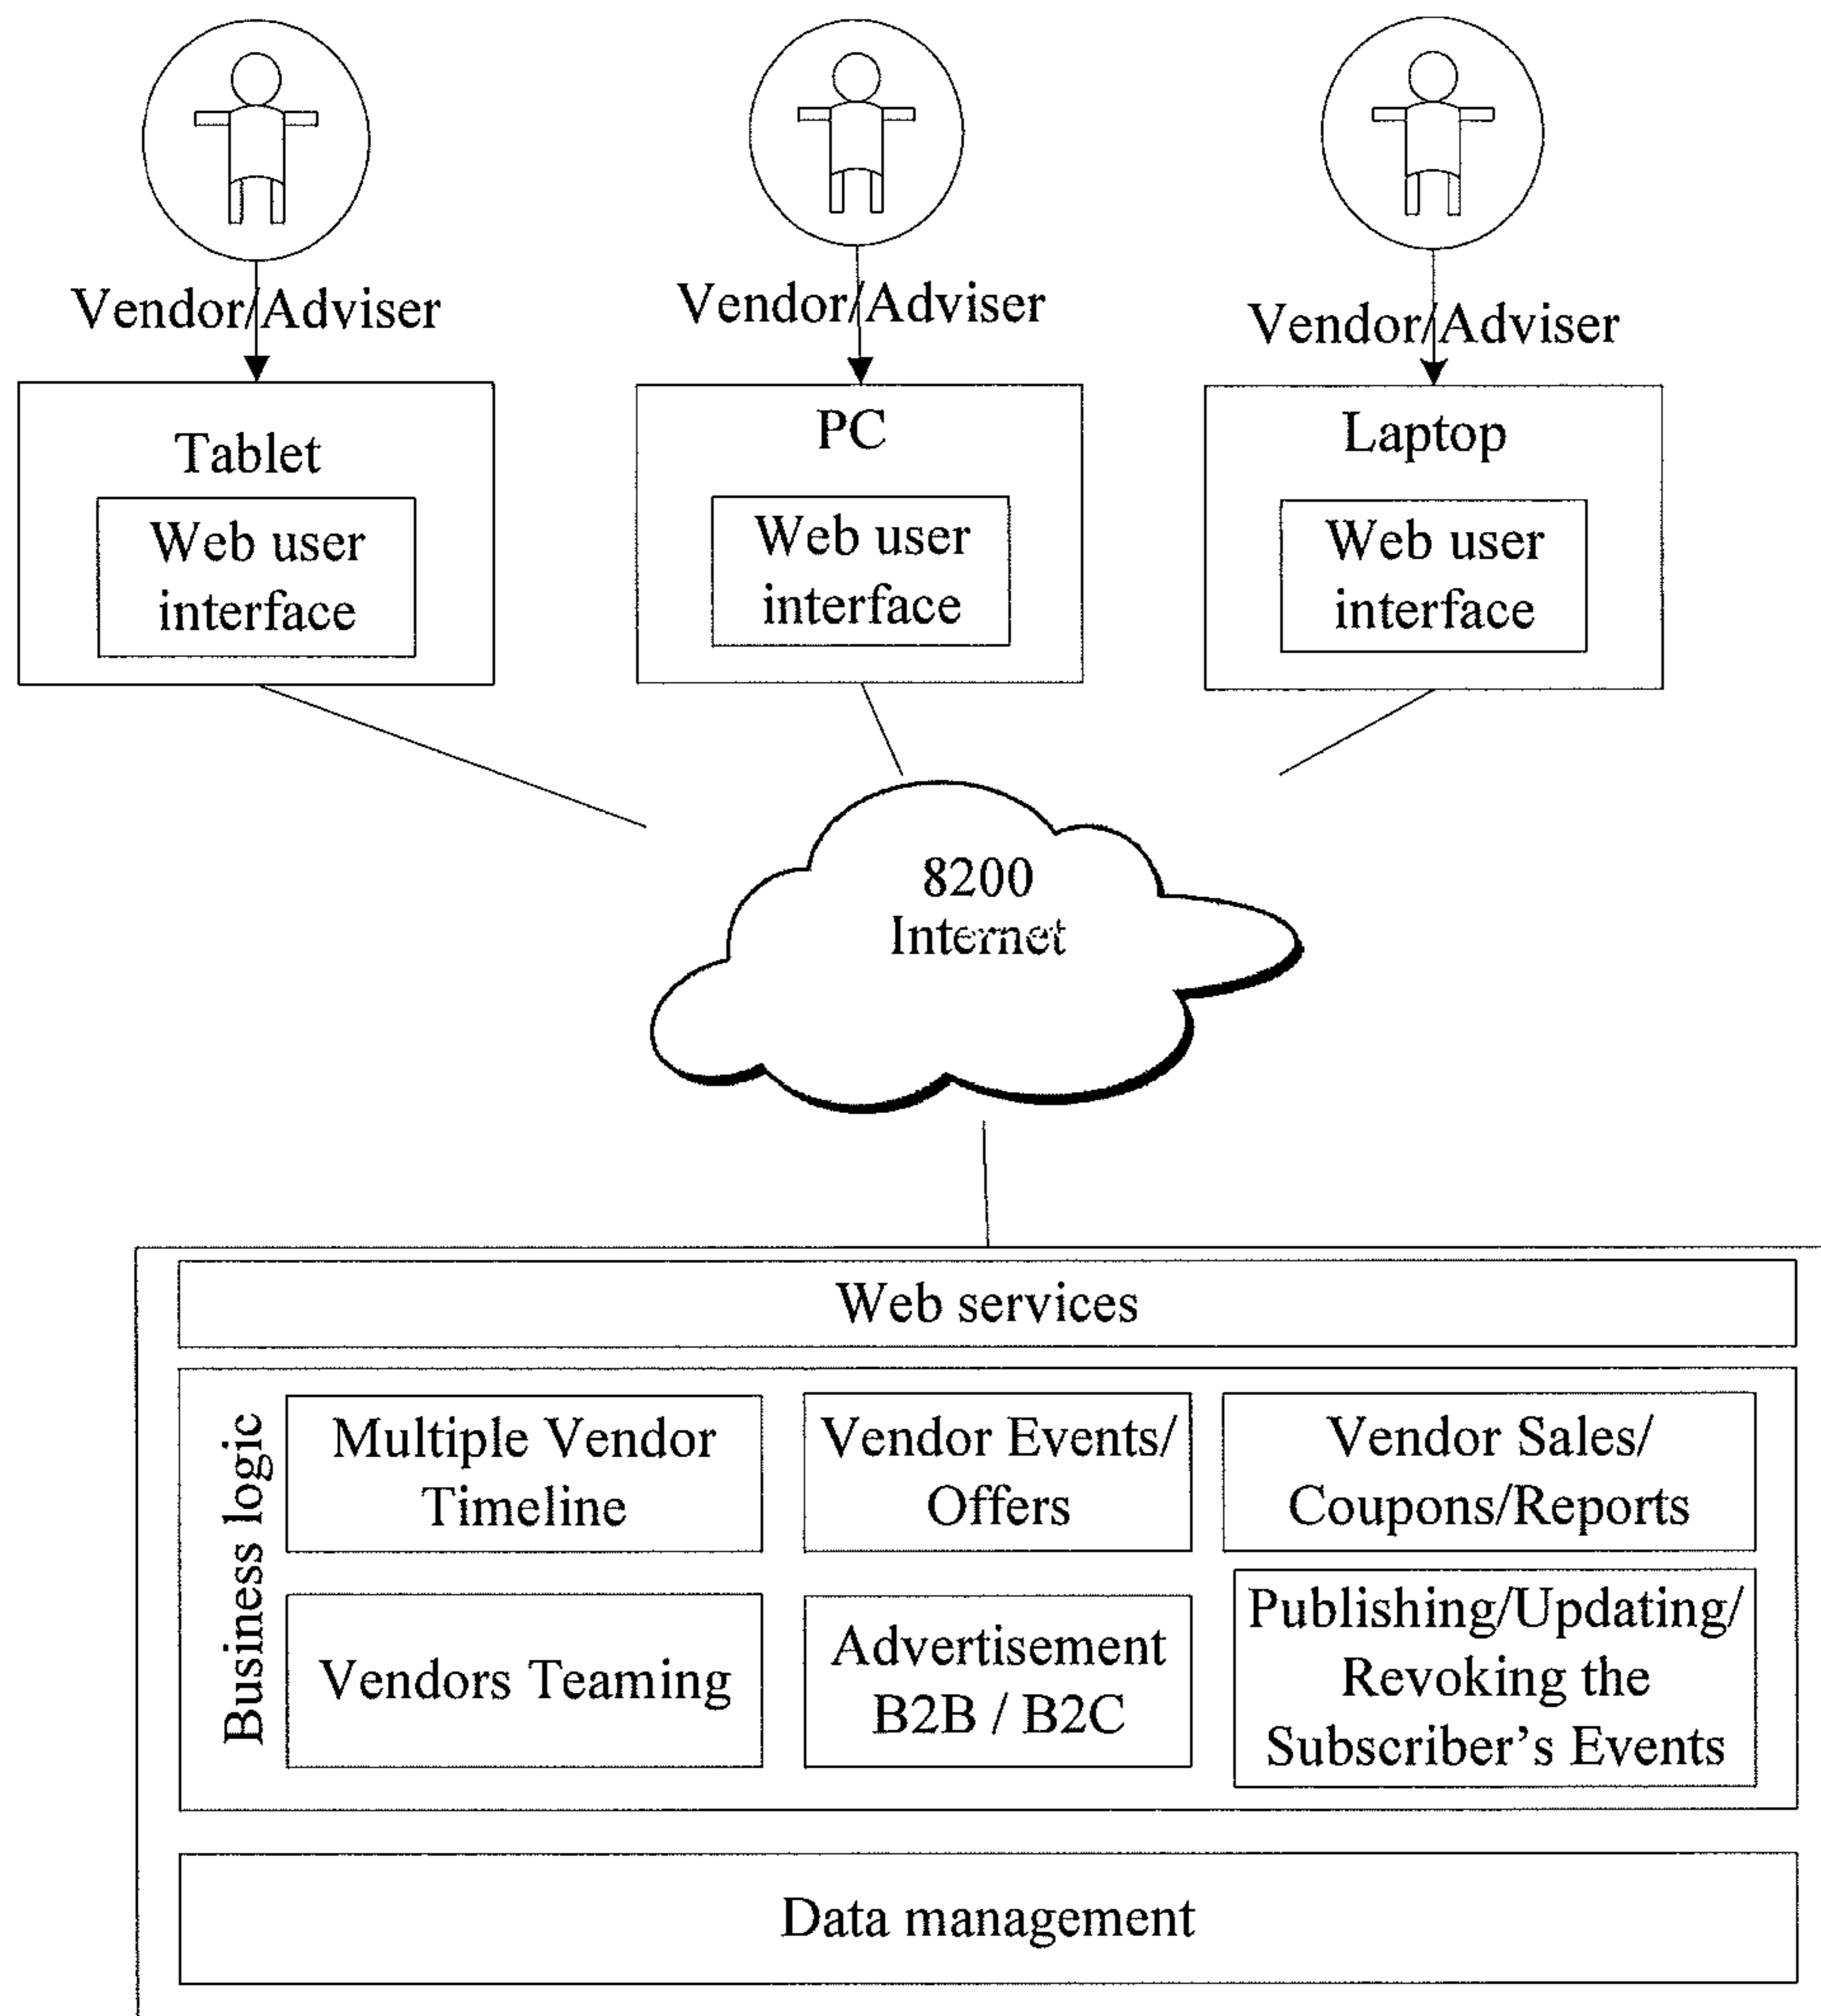 Vendor/Adviser
Vendor/Adviser
Vendor/Adviser
Tablet
Web user
interface
PC
Web user
interface
Laptop
Web user
interface
8200
Internet
Web services
Business logic
Multiple Vendor
Timeline
Vendor Events/
Offers
Vendor Sales/
Coupons/Reports
Vendors Teaming
Advertisement
B2B / B2C
Publishing/Updating/
Revoking the
Subscriber's Events
Data management